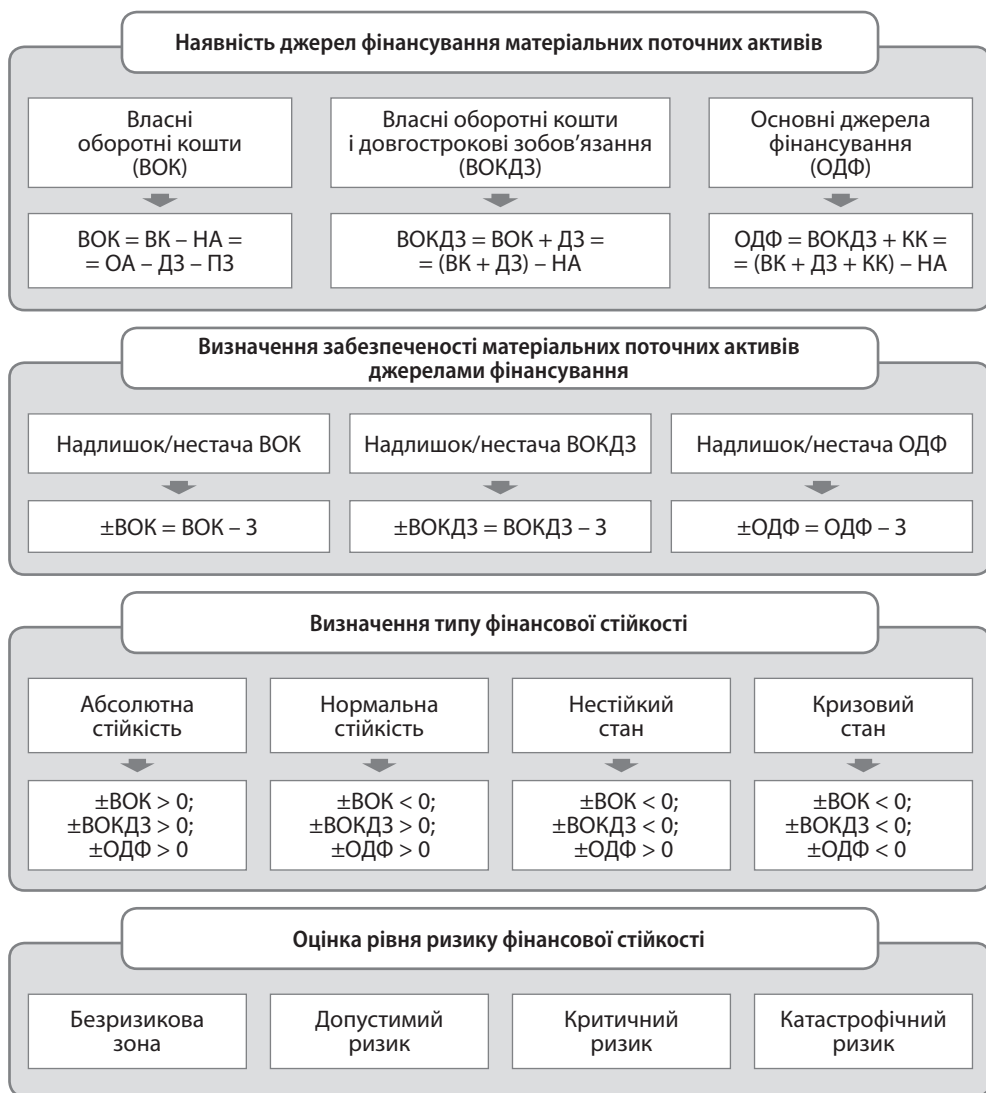 Наявність джерел фінансування матеріальних поточних активів
Власні
оборотні кошти
(ВОК)
Власні оборотні кошти
і довгострокові зобов'язання
(ВОКДЗ)
Основні джерела
фінансування
(ОДФ)
ВОК = ВК – НА =
= ОА – ДЗ – ПЗ
ВОКДЗ = ВОК + ДЗ =
= (ВК + ДЗ) – НА
ОДФ = ВОКДЗ + КК =
= (ВК + ДЗ + КК) – НА
Визначення забезпеченості матеріальних поточних активів
джерелами фінансування
Надлишок/нестача ВОК
Надлишок/нестача ВОКДЗ
Надлишок/нестача ОДФ
±ВОК = ВОК – З
±ВОКДЗ = ВОКДЗ – З
±ОДФ = ОДФ – З
Визначення типу фінансової стійкості
Абсолютна
стійкість
Нормальна
стійкість
Нестійкий
стан
Кризовий
стан
±ВОК > 0;
±ВОКДЗ > 0;
±ОДФ > 0
±ВОК < 0;
±ВОКДЗ > 0;
±ОДФ > 0
±ВОК < 0;
±ВОКДЗ < 0;
±ОДФ > 0
±ВОК < 0;
±ВОКДЗ < 0;
±ОДФ < 0
Оцінка рівня ризику фінансової стійкості
Безризикова
зона
Допустимий
ризик
Критичний
ризик
Катастрофічний
ризик